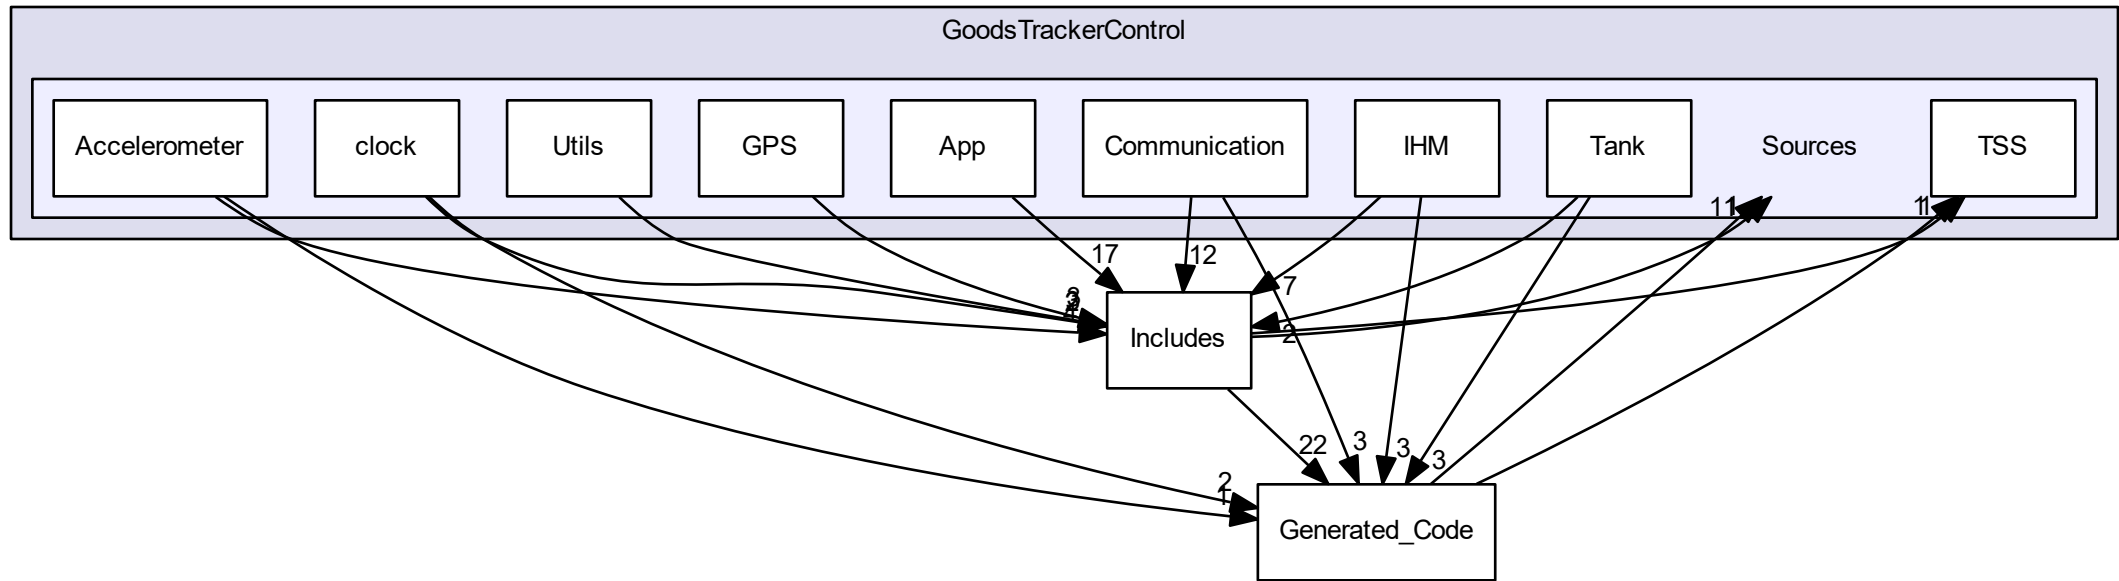 GoodsTrackerControl
Accelerometer
clock
Utils
GPS
App
Communication
IHM
Tank
Sources
TSS
17
12
7
Includes
2
22
3
3
3
2
1
Generated_Code